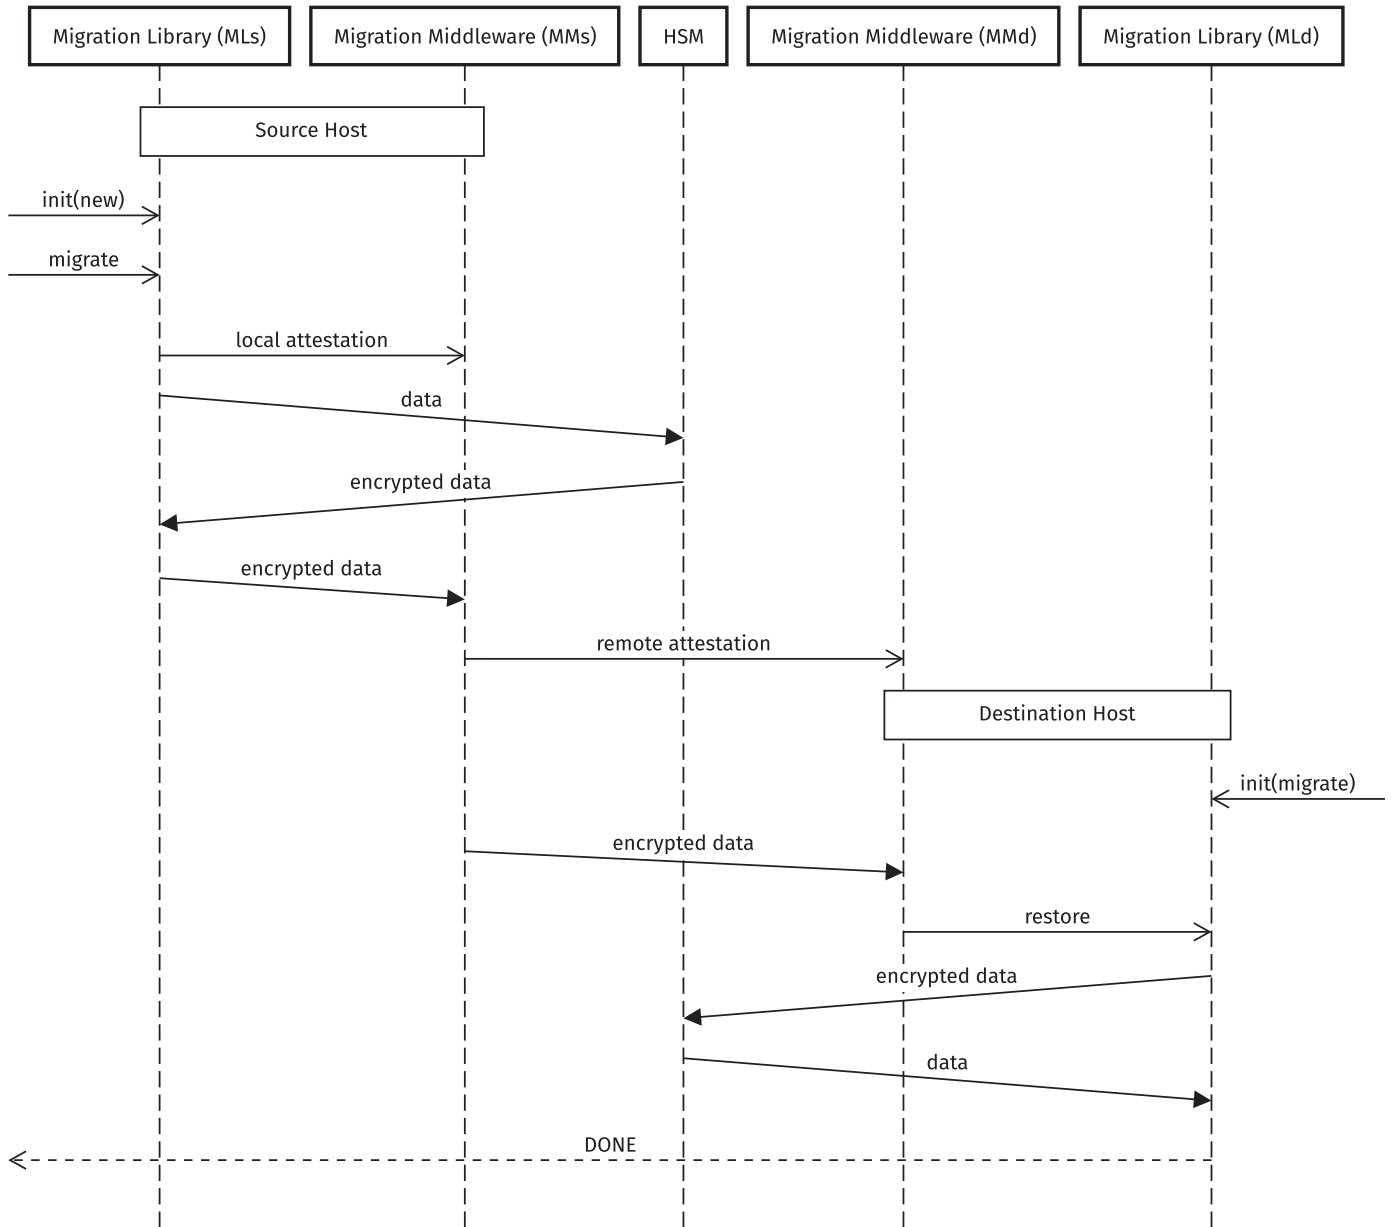 Migration Library (MLs)
Migration Middleware (MMs)
HSM
Migration Middleware (MMd)
Migration Library (MLd)
Source Host
init(new)
migrate
local attestation
data
encrypted data
encrypted data
remote attestation
Destination Host
init(migrate)
encrypted data
restore
encrypted data
data
DONE